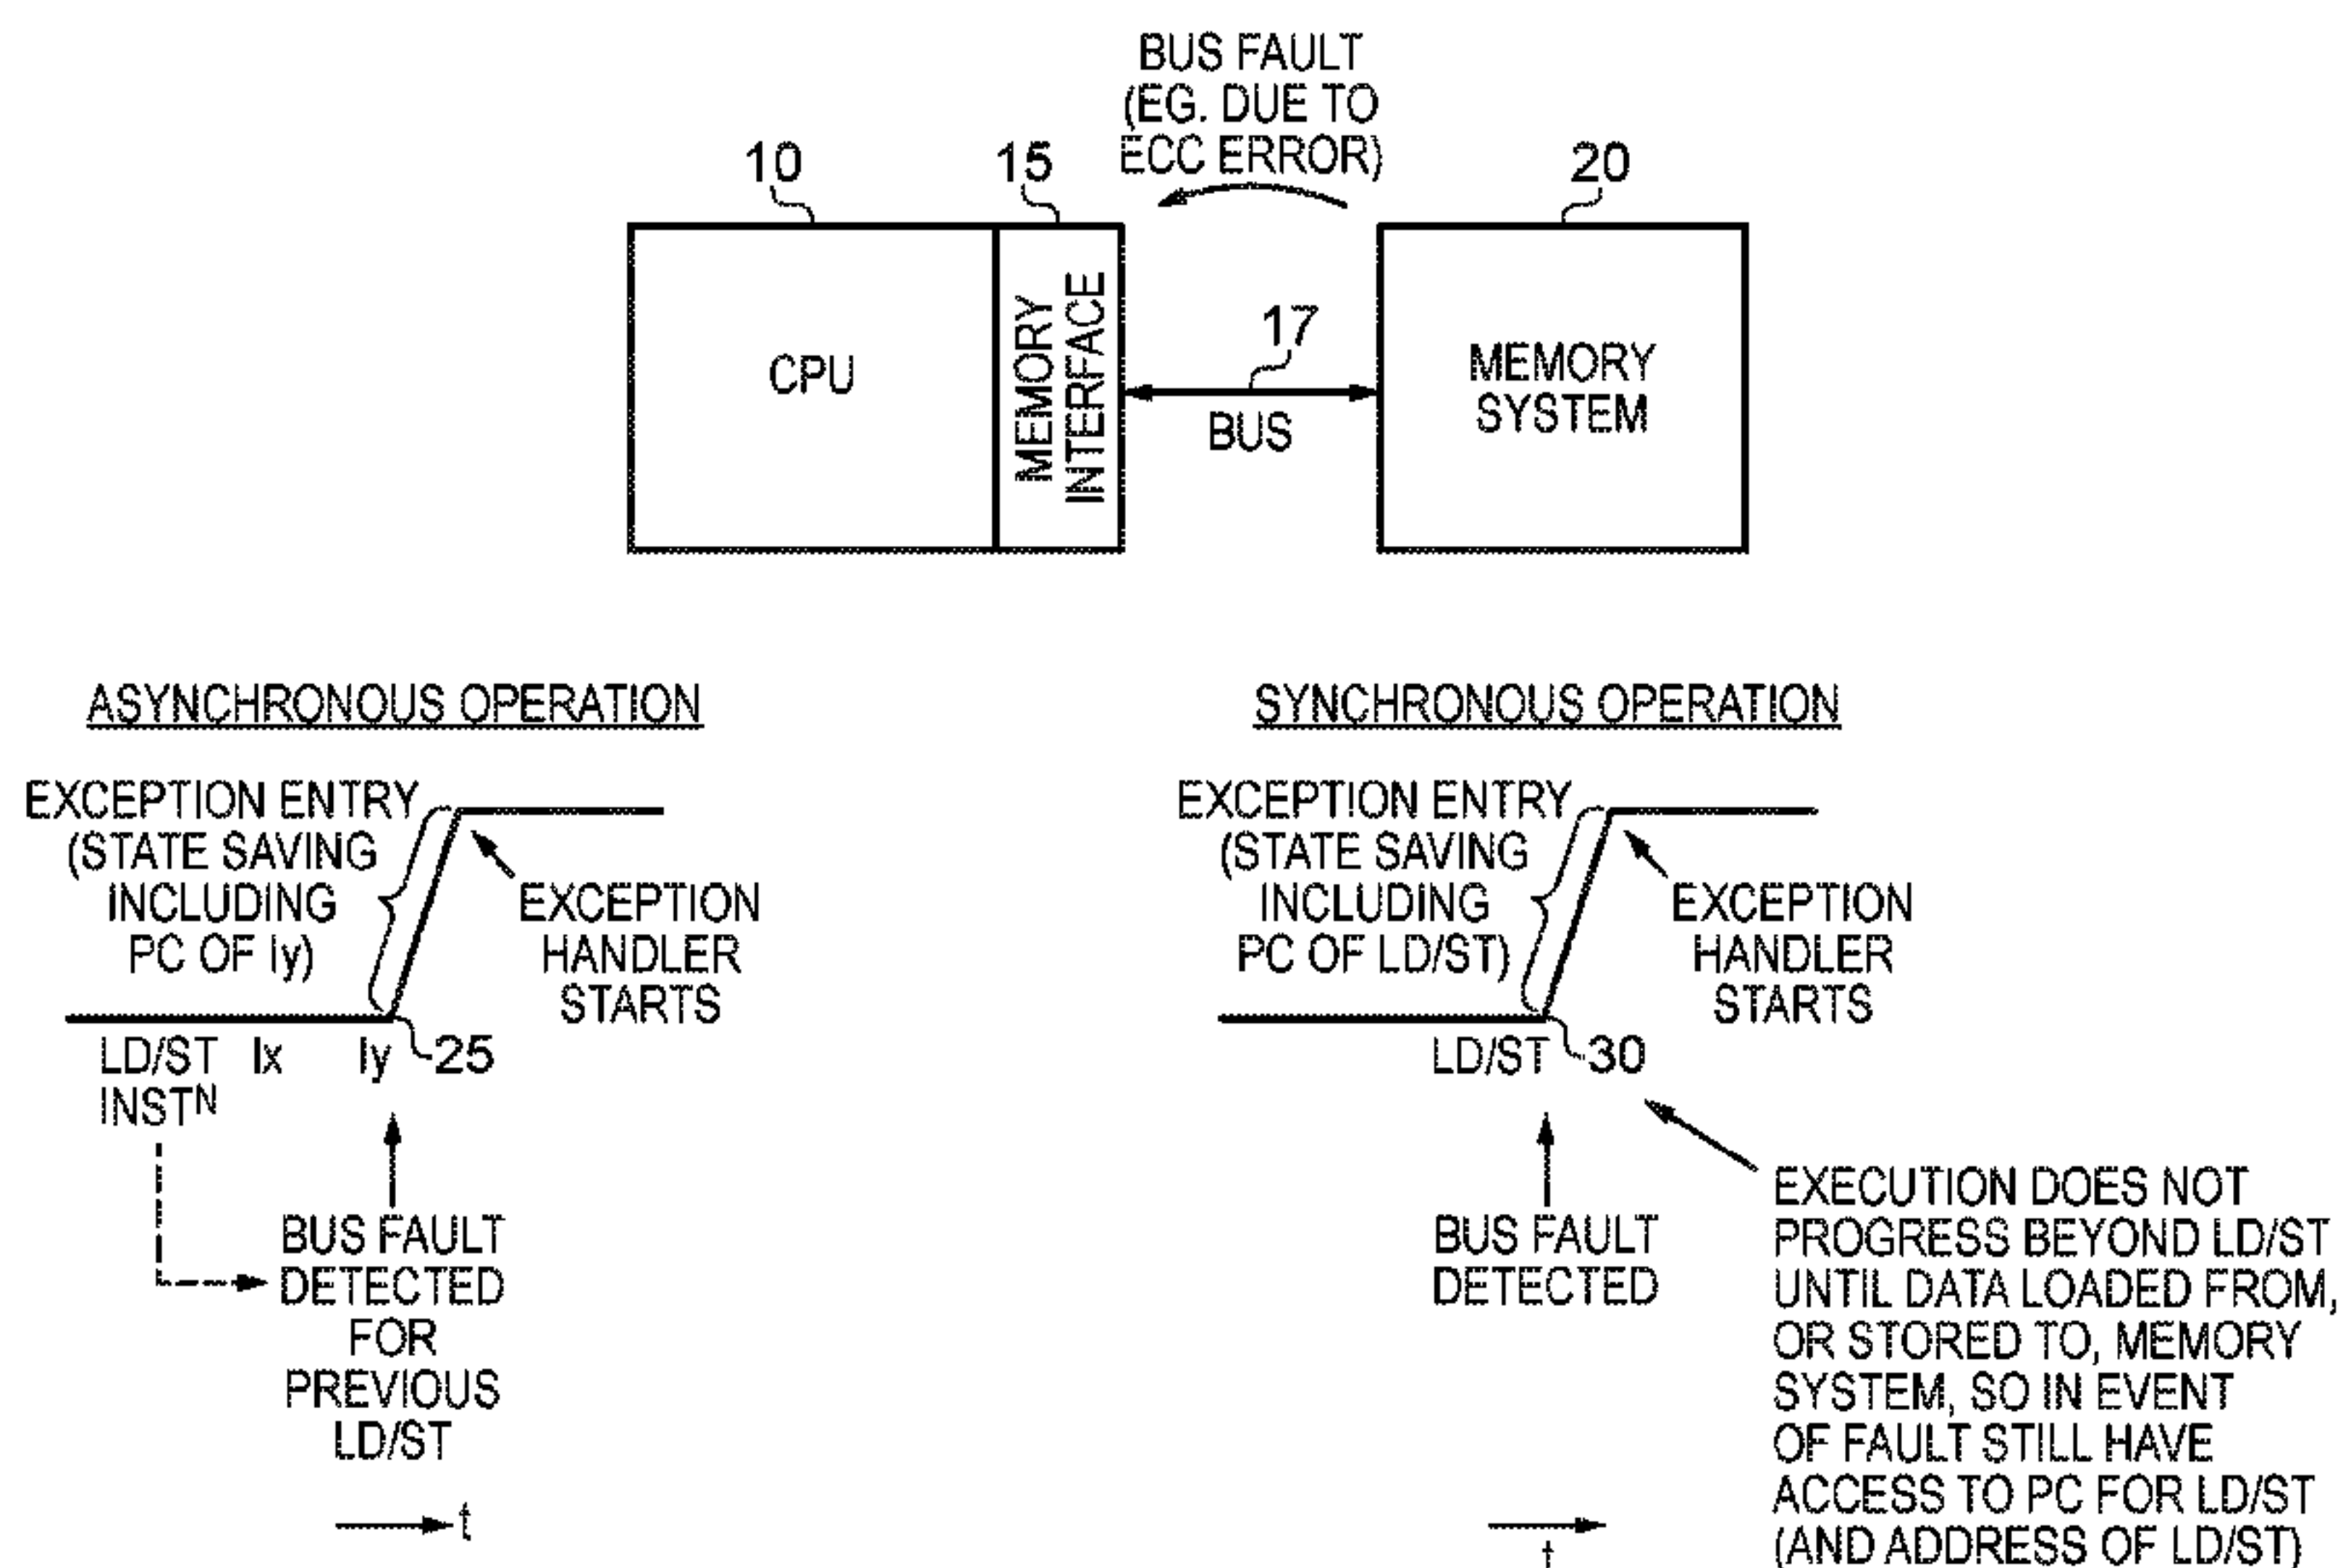 BUS FAULT
(EG. DUE TO
ECC ERROR)
10
15
20
CPU
MEMORY
INTERFACE
17
BUS
MEMORY
SYSTEM
ASYNCHRONOUS OPERATION
EXCEPTION ENTRY
(STATE SAVING
INCLUDING
PC OF Iy)
EXCEPTION
HANDLER
STARTS
LD/ST
INSTN
Ix
Iy
25
BUS FAULT
DETECTED
FOR
PREVIOUS
LD/ST
t
SYNCHRONOUS OPERATION
EXCEPTION ENTRY
(STATE SAVING
INCLUDING
PC OF LD/ST)
EXCEPTION
HANDLER
STARTS
LD/ST
30
BUS FAULT
DETECTED
EXECUTION DOES NOT
PROGRESS BEYOND LD/ST
UNTIL DATA LOADED FROM,
OR STORED TO, MEMORY
SYSTEM, SO IN EVENT
OF FAULT STILL HAVE
ACCESS TO PC FOR LD/ST
(AND ADDRESS OF LD/ST)
t